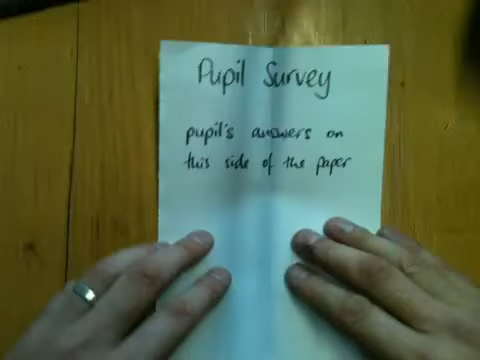 Pupil Survey
pupil's answers on
this side of the paper